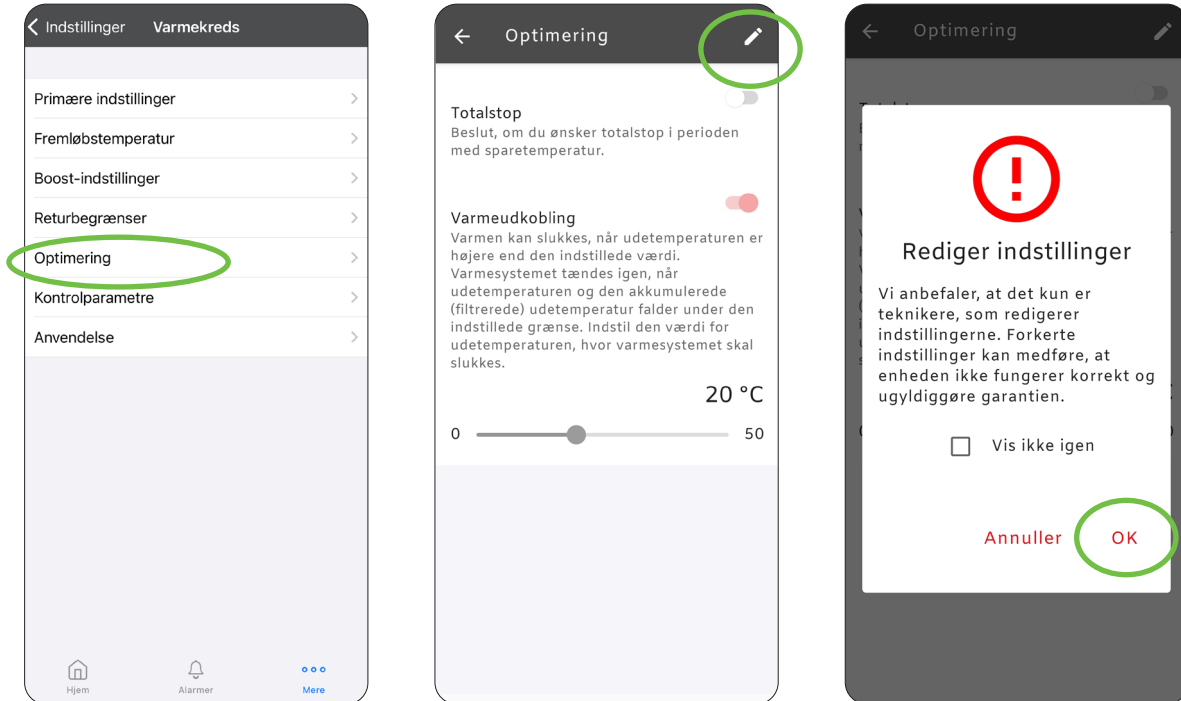 Indstillinger Varmekreds
Primære indstillinger
Fremløbstemperatur
Boost-indstillinger
Returbegrænser
Optimering
Kontrolparametre
Anvendelse
Hjem Alarmer Mere
Optimering
Totalstop
Beslut, om du ønsker totalstop i perioden
med sparetemperatur.
Varmeudkobling
Varmen kan slukkes, når udetemperaturen er
højere end den indstillede værdi.
Varmesystemet tændes igen, når
udetemperaturen og den akkumulerede
(filtrerede) udetemperatur falder under den
indstillede grænse. Indstil den værdi for
udetemperaturen, hvor varmesystemet skal
slukkes.
20 °C
0 50
Optimering
Rediger indstillinger
Vi anbefaler, at det kun er
teknikere, som redigerer
indstillingerne. Forkerte
indstillinger kan medføre, at
enheden ikke fungerer korrekt og
ugyldiggøre garantien.
Vis ikke igen
Annuller OK